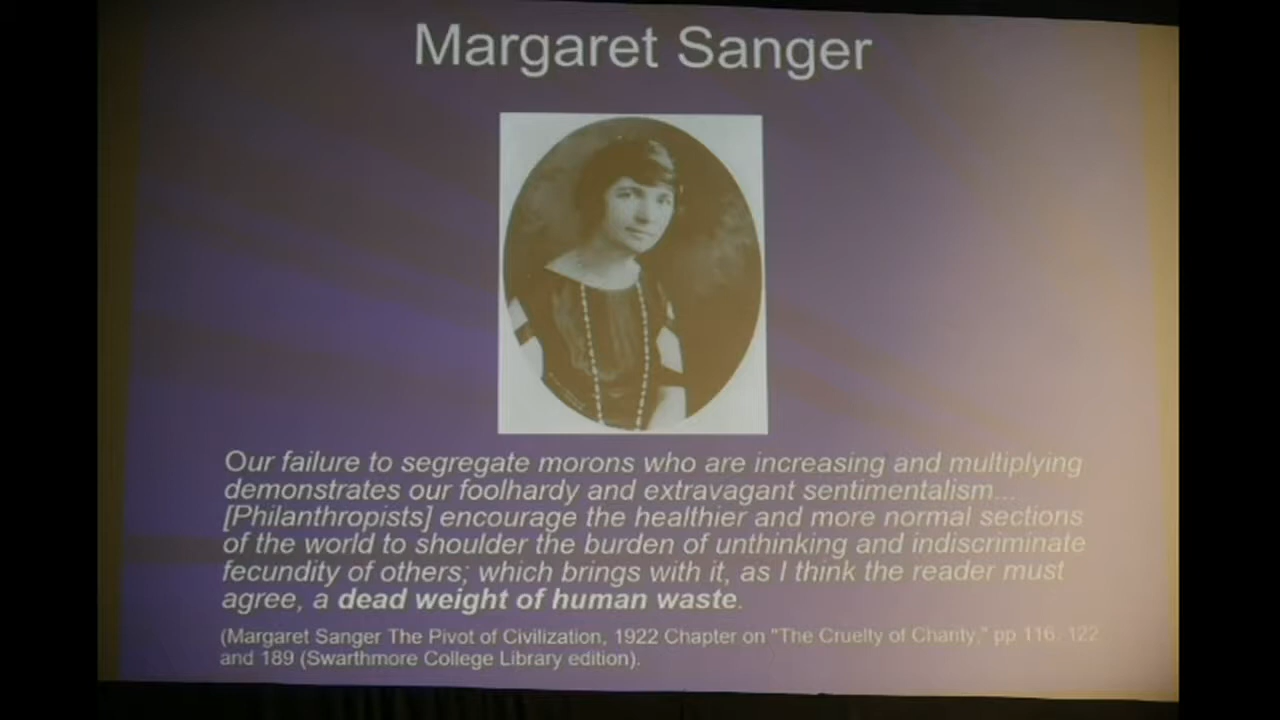 Margaret Sanger
Our failure to segregate morons who are increasing and multiplying
demonstrates our foolhardy and extravagant sentimentalism...
[Philanthropists] encourage the healthier and more normal sections
of the world to shoulder the burden of unthinking and indiscriminate
fecundity of others; which brings with it, as I think the reader must
agree, a dead weight of human waste.
(Margaret Sanger The Pivot of Civilization, 1922 Chapter on "The Cruelty of Charity," pp 116. 122
and 189 (Swarthmore College Library edition).